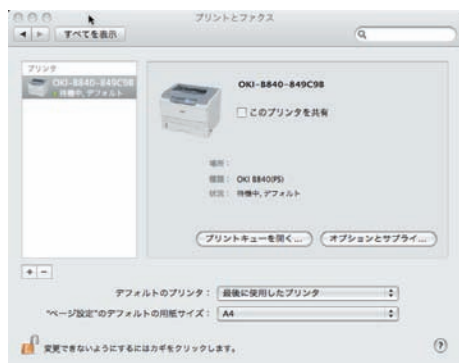 プリントとファクス
すべてを表示
プリンタ
OKI-B840-849C98
待機中, デフォルト
OKI-B840-849C98
このプリンタを共有
場所：
種類： OKI B840(PS)
状況： 待機中, デフォルト
プリントキューを開く...
オプションとサプライ...
+ −
デフォルトのプリンタ： 最後に使用したプリンタ
"ページ設定"のデフォルトの用紙サイズ： A4
変更できないようにするにはカギをクリックします。
?